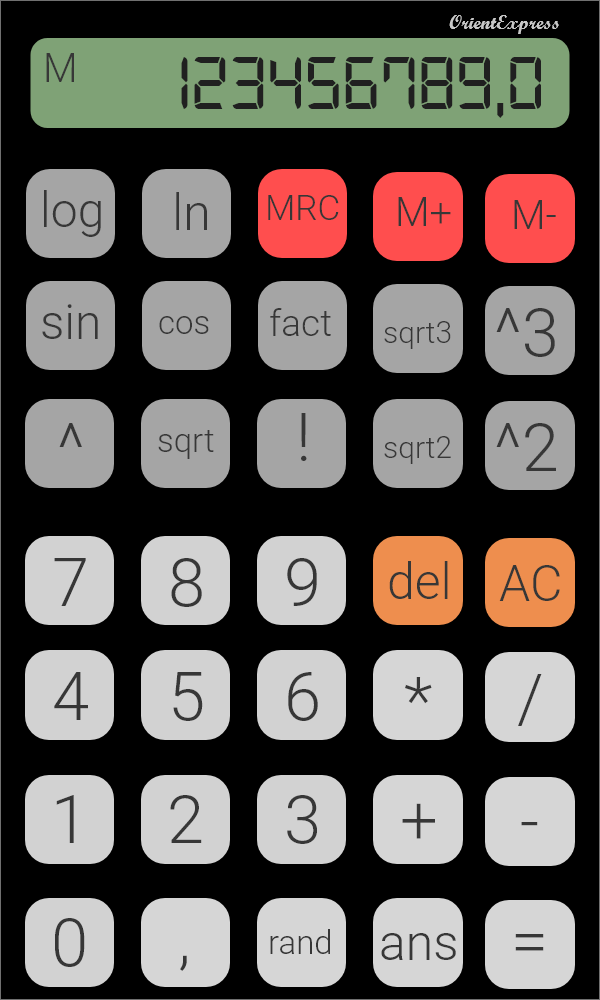 OrientExpress
M 123456789,0
log ln MRC M+ M-
sin cos fact sqrt3 ^3
^ sqrt ! sqrt2 ^2
7 8 9 del AC
4 5 6 * /
1 2 3 + -
0 , rand ans =